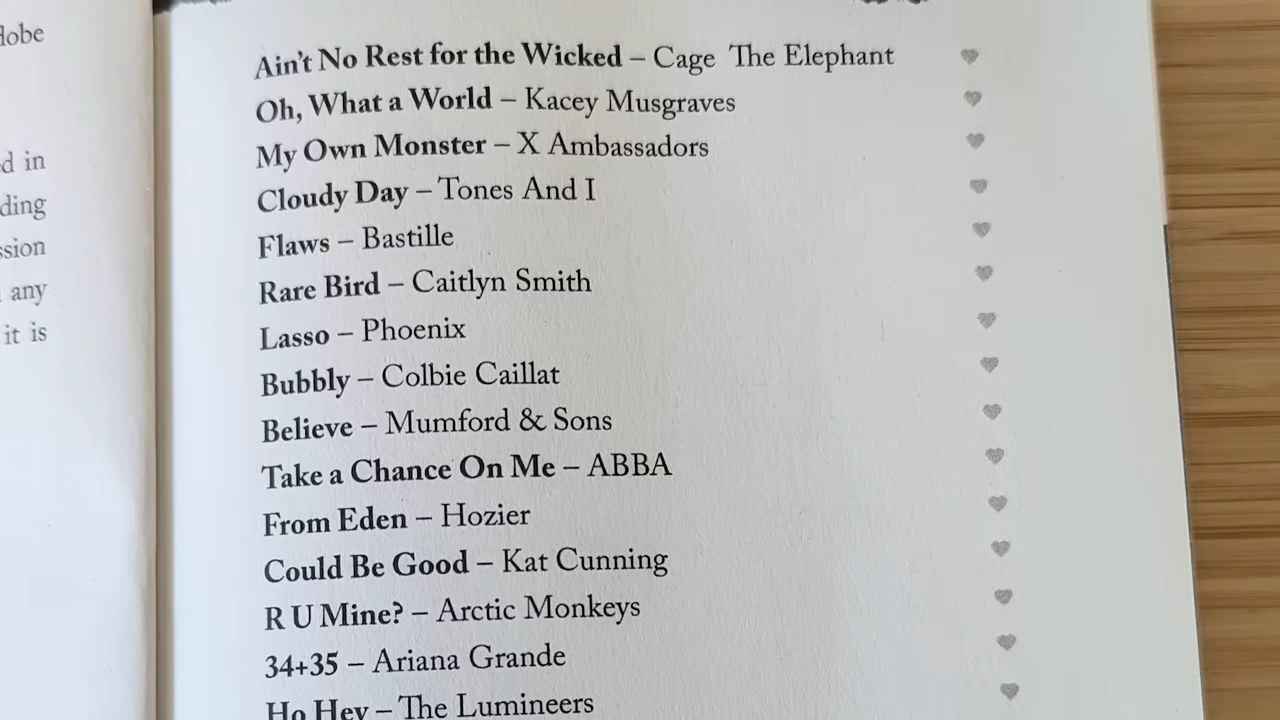 lobe
d in
ding
ssion
any
it is
Ain't No Rest for the Wicked – Cage The Elephant
Oh, What a World – Kacey Musgraves
My Own Monster – X Ambassadors
Cloudy Day – Tones And I
Flaws – Bastille
Rare Bird – Caitlyn Smith
Lasso – Phoenix
Bubbly – Colbie Caillat
Believe – Mumford & Sons
Take a Chance On Me – ABBA
From Eden – Hozier
Could Be Good – Kat Cunning
R U Mine? – Arctic Monkeys
34+35 – Ariana Grande
Ho Hey – The Lumineers